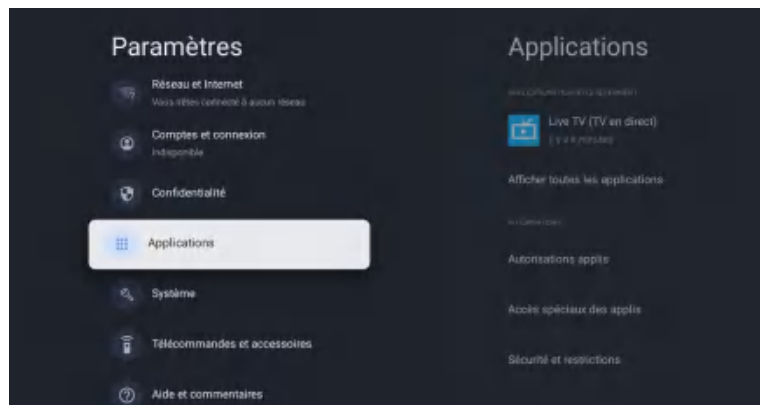 Paramètres
Réseau et Internet
Vous n'êtes connecté à aucun réseau
Comptes et connexion
Indisponible
Confidentialité
Applications
Système
Télécommandes et accessoires
Aide et commentaires
Applications
Live TV (TV en direct)
Afficher toutes les applications
Autorisations applis
Accès spéciaux des applis
Sécurité et restrictions